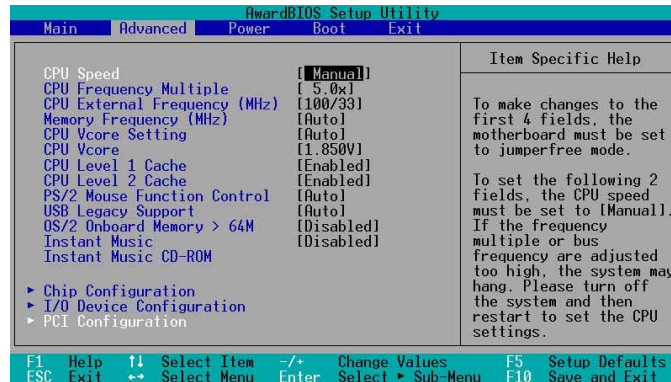 AwardBIOS Setup Utility
Main Advanced Power Boot Exit
CPU Speed [ Manual]
CPU Frequency Multiple [ 5.0x]
CPU External Frequency (MHz) [100/33]
Memory Frequency (MHz) [Auto]
CPU Vcore Setting [Auto]
CPU Vcore [1.850V]
CPU Level 1 Cache [Enabled]
CPU Level 2 Cache [Enabled]
PS/2 Mouse Function Control [Auto]
USB Legacy Support [Auto]
OS/2 Onboard Memory > 64M [Disabled]
Instant Music [Disabled]
Instant Music CD-ROM
▶ Chip Configuration
▶ I/O Device Configuration
▶ PCI Configuration
Item Specific Help
To make changes to the
first 4 fields, the
motherboard must be set
to jumperfree mode.
To set the following 2
fields, the CPU speed
must be set to [Manual].
If the frequency
multiple or bus
frequency are adjusted
too high, the system may
hang. Please turn off
the system and then
restart to set the CPU
settings.
F1 Help ↑↓ Select Item -/+ Change Values F5 Setup Defaults
ESC Exit ↔ Select Menu Enter Select ▶ Sub-Menu F10 Save and Exit